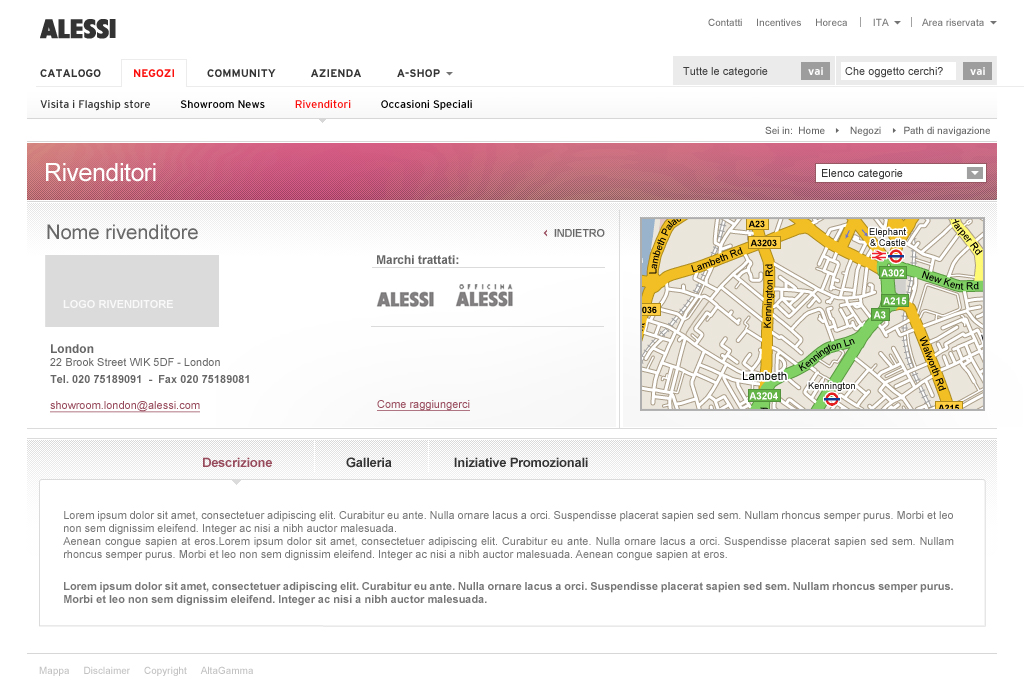 ALESSI
Contatti Incentives Horeca | ITA | Area riservata
CATALOGO NEGOZI COMMUNITY AZIENDA A-SHOP
Tutte le categorie vai Che oggetto cerchi? vai
Visita i Flagship store Showroom News Rivenditori Occasioni Speciali
Sei in: Home Negozi Path di navigazione
Rivenditori
Elenco categorie
Nome rivenditore
INDIETRO
LOGO RIVENDITORE
Marchi trattati:
ALESSI
OFFICINA
ALESSI
London
22 Brook Street WIK 5DF - London
Tel. 020 75189091 - Fax 020 75189081
showroom.london@alessi.com
Come raggiungerci
A23
Lambeth Palac
A3203
Lambeth Rd
Kennington Rd
Elephant
& Castle
Harper Rd
A302
New Kent Rd
A215
A3
036
Kennington Ln
Walworth Rd
Lambeth
Kennington
A3204
A215
Descrizione Galleria Iniziative Promozionali
Lorem ipsum dolor sit amet, consectetuer adipiscing elit. Curabitur eu ante. Nulla ornare lacus a orci. Suspendisse placerat sapien sed sem. Nullam rhoncus semper purus. Morbi et leo
non sem dignissim eleifend. Integer ac nisi a nibh auctor malesuada.
Aenean congue sapien at eros.Lorem ipsum dolor sit amet, consectetuer adipiscing elit. Curabitur eu ante. Nulla ornare lacus a orci. Suspendisse placerat sapien sed sem. Nullam
rhoncus semper purus. Morbi et leo non sem dignissim eleifend. Integer ac nisi a nibh auctor malesuada. Aenean congue sapien at eros.
Lorem ipsum dolor sit amet, consectetuer adipiscing elit. Curabitur eu ante. Nulla ornare lacus a orci. Suspendisse placerat sapien sed sem. Nullam rhoncus semper purus.
Morbi et leo non sem dignissim eleifend. Integer ac nisi a nibh auctor malesuada.
Mappa Disclaimer Copyright AltaGamma